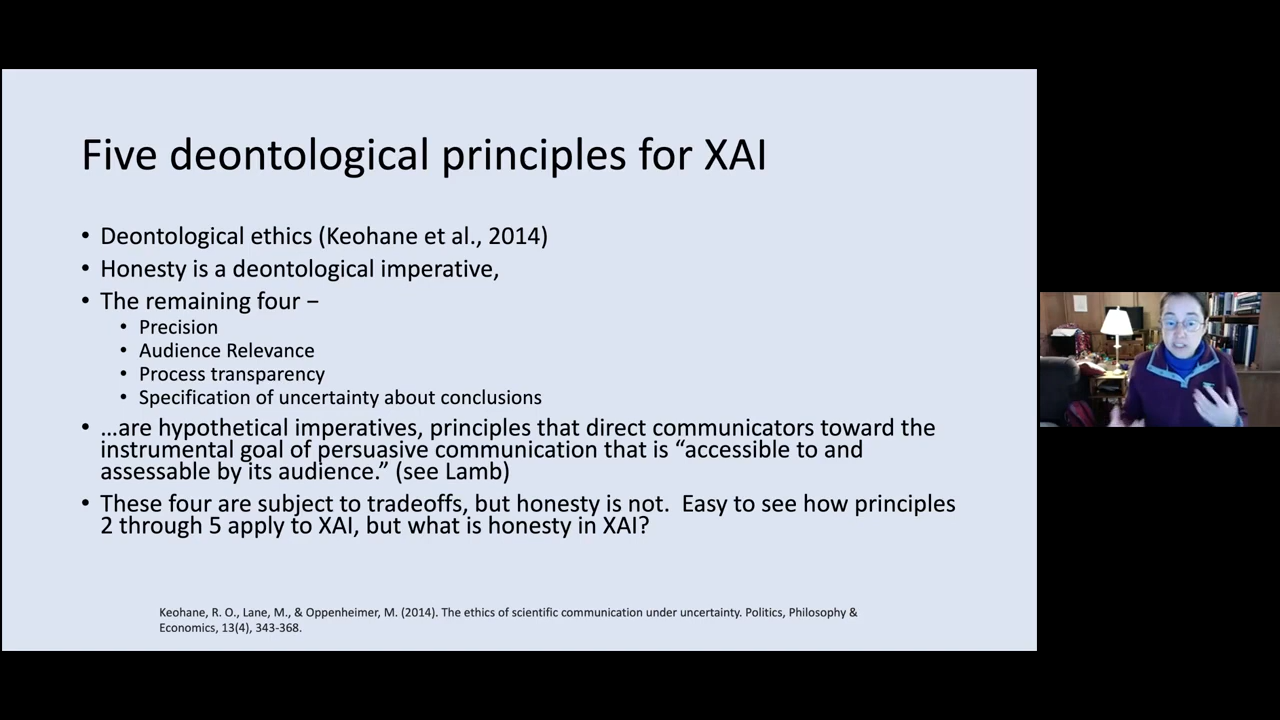 Five deontological principles for XAI
• Deontological ethics (Keohane et al., 2014)
• Honesty is a deontological imperative,
• The remaining four −
• Precision
• Audience Relevance
• Process transparency
• Specification of uncertainty about conclusions
• …are hypothetical imperatives, principles that direct communicators toward the
instrumental goal of persuasive communication that is “accessible to and
assessable by its audience.” (see Lamb)
• These four are subject to tradeoffs, but honesty is not.  Easy to see how principles
2 through 5 apply to XAI, but what is honesty in XAI?
Keohane, R. O., Lane, M., & Oppenheimer, M. (2014). The ethics of scientific communication under uncertainty. Politics, Philosophy &
Economics, 13(4), 343-368.